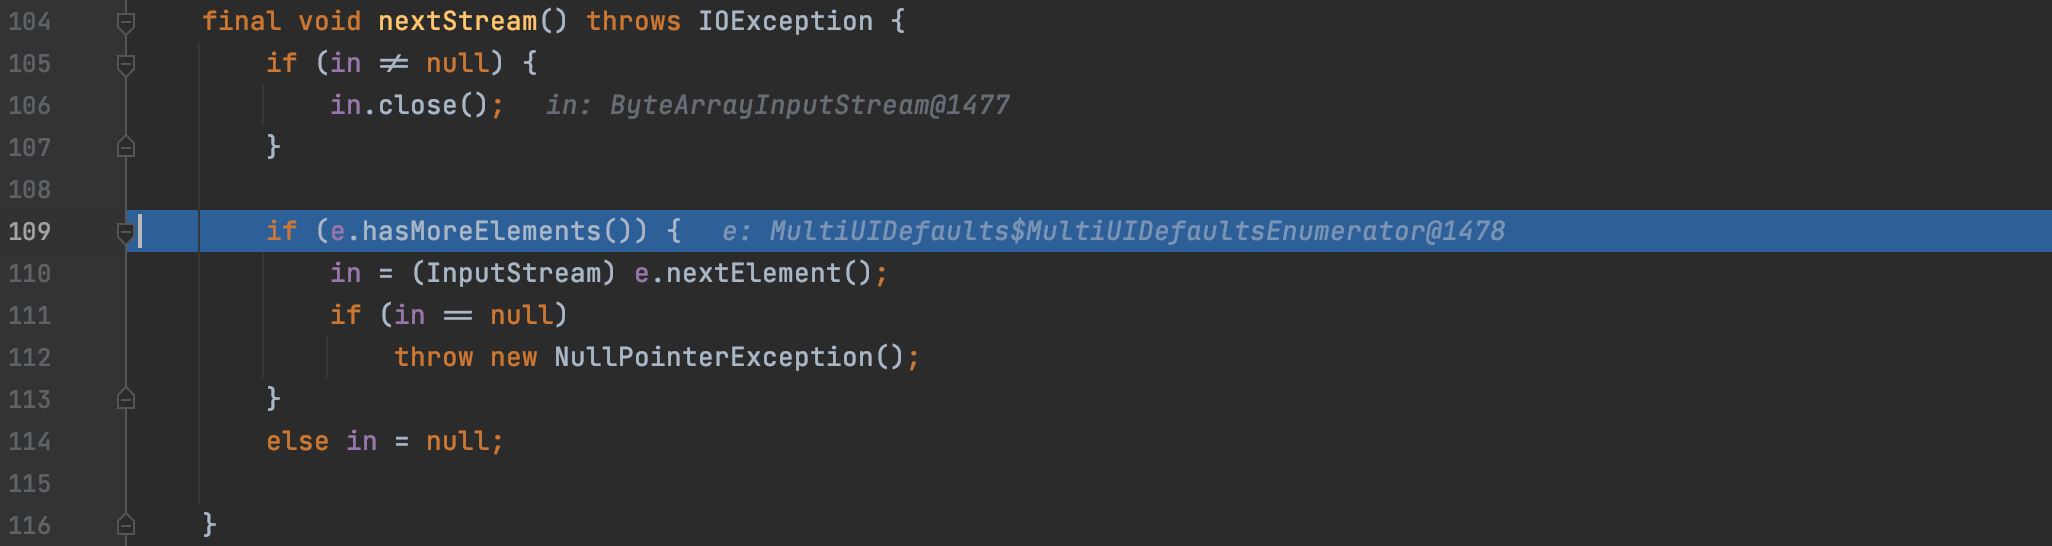 104 final void nextStream() throws IOException {
105 if (in ≠ null) {
106 in.close(); in: ByteArrayInputStream@1477
107 }
108
109 if (e.hasMoreElements()) { e: MultiUIDefaults$MultiUIDefaultsEnumerator@1478
110 in = (InputStream) e.nextElement();
111 if (in == null)
112 throw new NullPointerException();
113 }
114 else in = null;
115
116 }